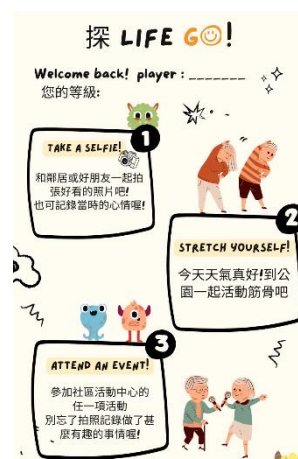 探 LIFE GO!
Welcome back! player : _______
您的等級:
1
TAKE A SELFIE!
和鄰居或好朋友一起拍
張好看的照片吧!
也可記錄當時的心情喔!
2
STRETCH YOURSELF!
今天天氣真好!到公
園一起活動筋骨吧
3
ATTEND AN EVENT!
參加社區活動中心的
任一項活動
別忘了拍照記錄做了甚
麼有趣的事情喔!